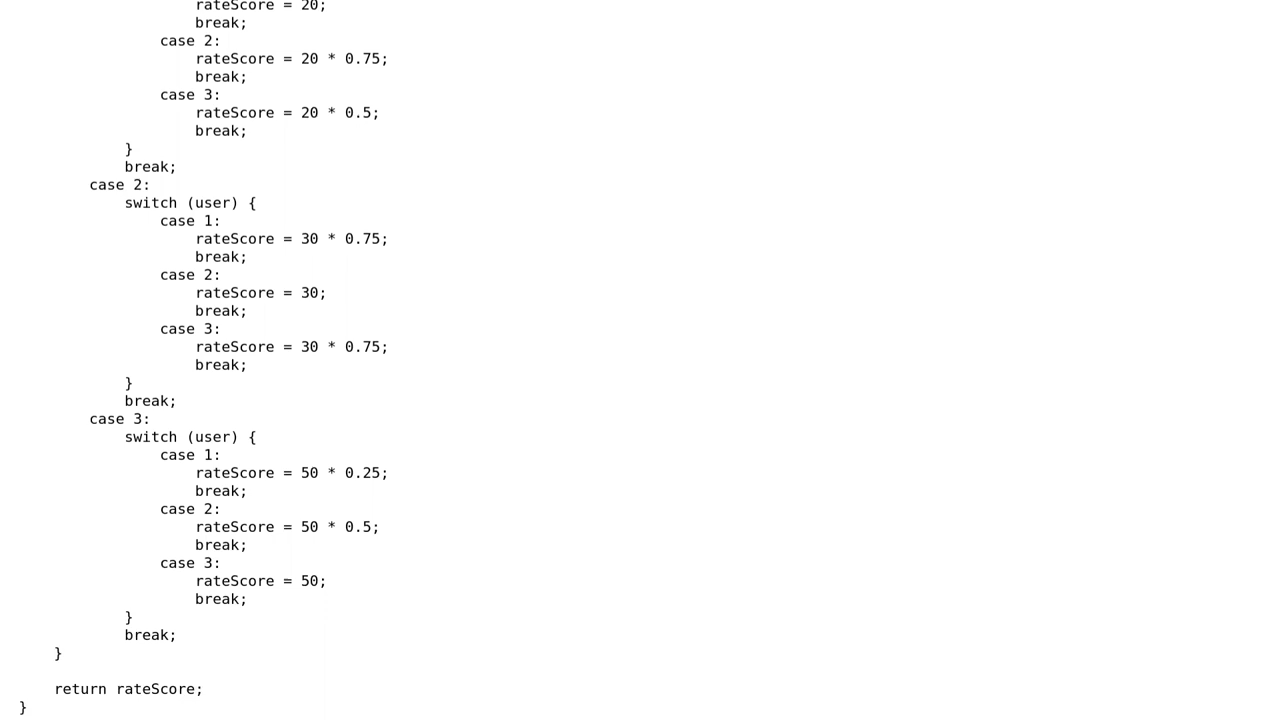 rateScore = 20;
break;
case 2:
rateScore = 20 * 0.75;
break;
case 3:
rateScore = 20 * 0.5;
break;
}
break;
case 2:
switch (user) {
case 1:
rateScore = 30 * 0.75;
break;
case 2:
rateScore = 30;
break;
case 3:
rateScore = 30 * 0.75;
break;
}
break;
case 3:
switch (user) {
case 1:
rateScore = 50 * 0.25;
break;
case 2:
rateScore = 50 * 0.5;
break;
case 3:
rateScore = 50;
break;
}
break;
}
return rateScore;
}